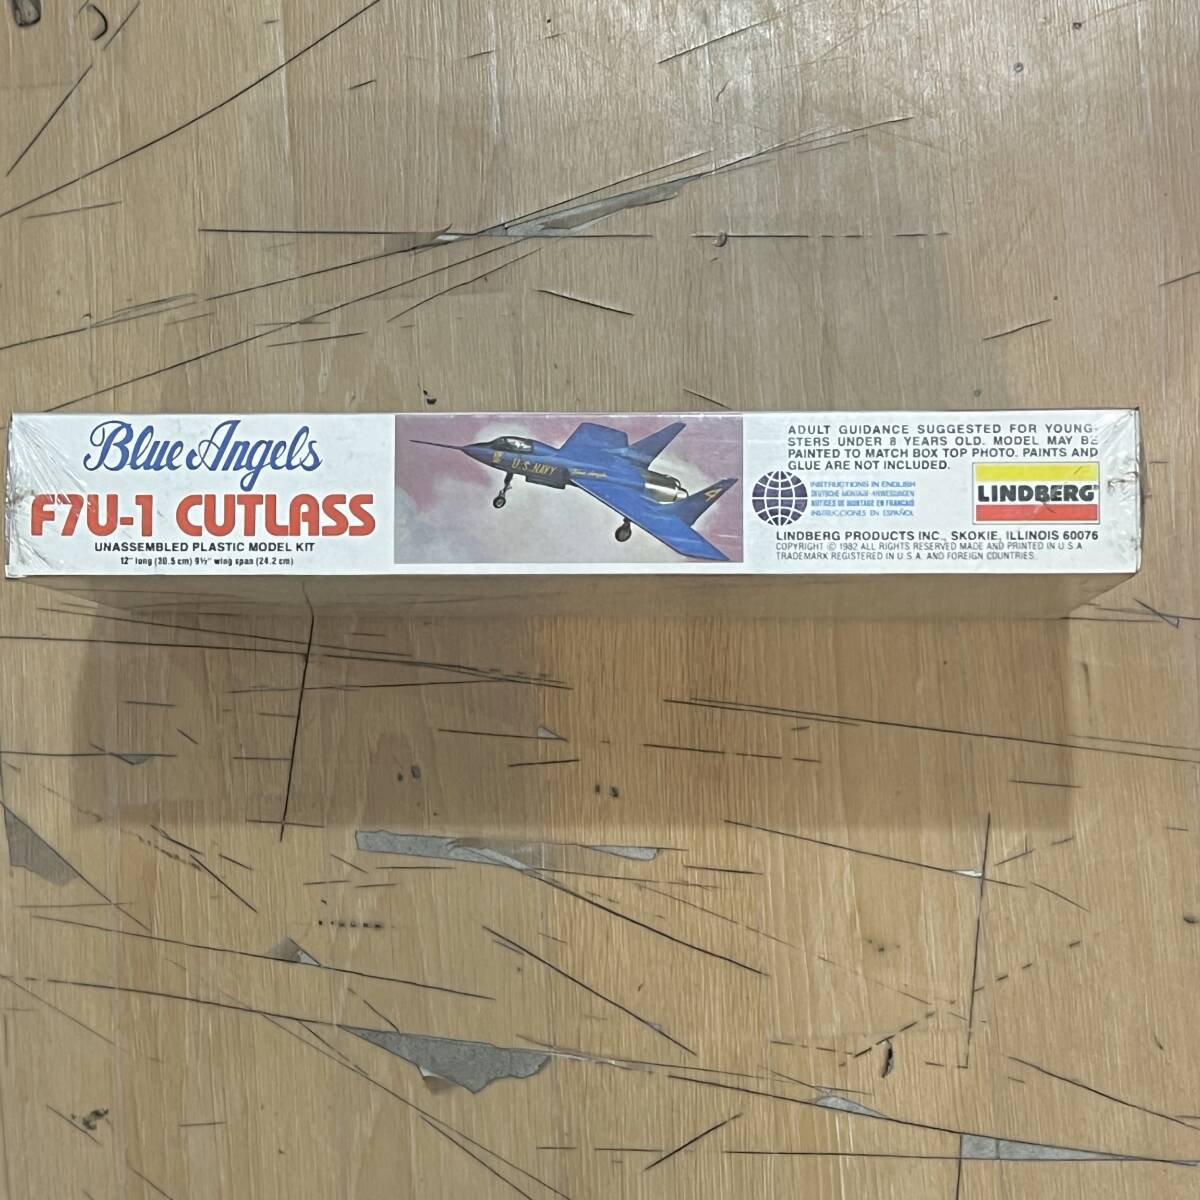 Blue Angels
F7U-1 CUTLASS
UNASSEMBLED PLASTIC MODEL KIT
12" long (30.5 cm) 9½" wing span (24.2 cm)
U.S. NAVY
Blue Angels
4
ADULT GUIDANCE SUGGESTED FOR YOUNG-
STERS UNDER 8 YEARS OLD. MODEL MAY BE
PAINTED TO MATCH BOX TOP PHOTO. PAINTS AND
GLUE ARE NOT INCLUDED.
INSTRUCTIONS IN ENGLISH
DEUTSCHE MONTAGE-ANWEISUNGEN
NOTICES DE MONTAGE EN FRANCAIS
INSTRUCCIONES EN ESPAÑOL
LINDBERG
LINDBERG PRODUCTS INC., SKOKIE, ILLINOIS 60076
COPYRIGHT © 1982 ALL RIGHTS RESERVED MADE AND PRINTED IN U.S.A.
TRADEMARK REGISTERED IN U.S.A. AND FOREIGN COUNTRIES.